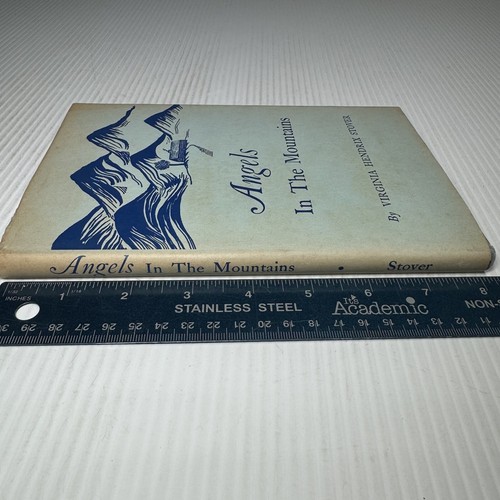 Angels
In The Mountains
By VIRGINIA HENDRIX STOVER
Angels In The Mountains • Stover
INCHES 1 2 3 4 5 6 7 8
STAINLESS STEEL It's Academic NON-
30 29 28 27 26 25 24 23 22 21 20 19 18 17 16 15 14 13 12 11